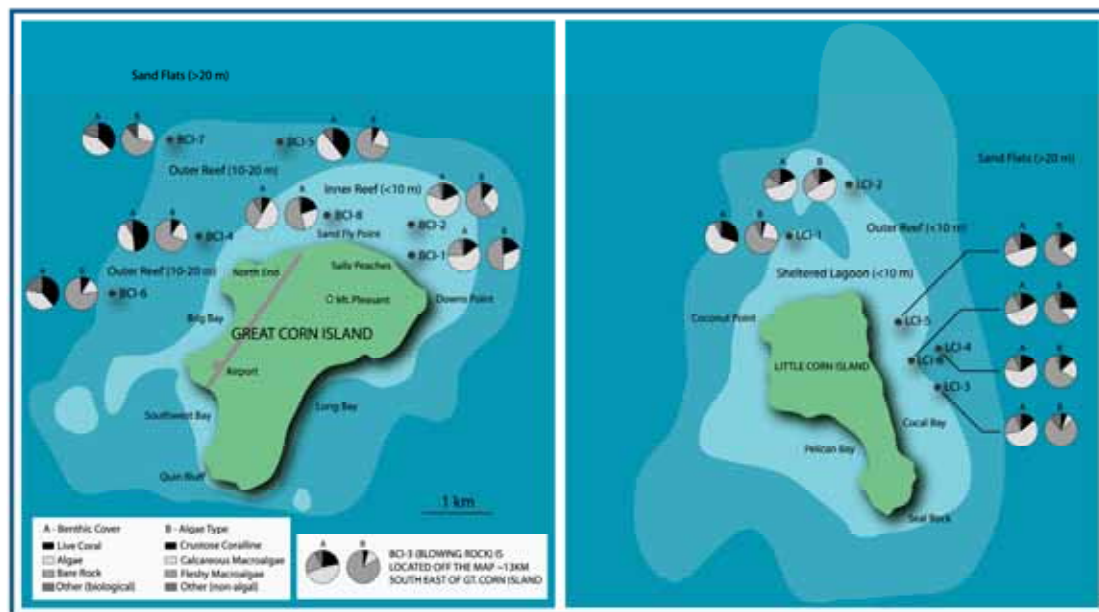 Sand Flats (>20 m)
A B
BCI-7
BCI-5
A B
Outer Reef (10-20 m)
Inner Reef (<10 m)
A B
A B
BCI-8
BCI-2
A B
BCI-4
Sand Fly Point
BCI-1
A B
Outer Reef (10-20 m)
North End
Sally Peaches
A B
BCI-6
Mt. Pleasant
Downs Point
Brig Bay
GREAT CORN ISLAND
Airport
Southwest Bay
Long Bay
Quin Bluff
1 km
A - Benthic Cover
B - Algae Type
Live Coral
Crustose Coralline
Algae
Calcareous Macroalgae
Bare Rock
Fleshy Macroalgae
Other (biological)
Other (non-algal)
A B
BCI-3 (BLOWING ROCK) IS
LOCATED OFF THE MAP ~13KM
SOUTH EAST OF GT. CORN ISLAND
Sand Flats (>20 m)
A B
LCI-2
A B
LCI-1
Outer Reef (<10 m)
A B
Sheltered Lagoon (<10 m)
A B
Coconut Point
LCI-5
LCI-4
LCI
A B
LITTLE CORN ISLAND
LCI-3
Cocal Bay
A B
Pelican Bay
Seal Rock